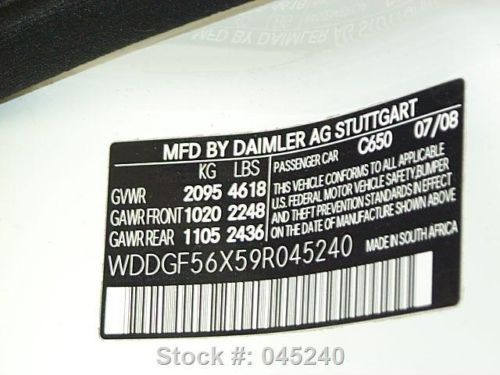 MFD BY DAIMLER AG STUTTGART
KG LBS
GVWR 2095 4618
GAWR FRONT 1020 2248
GAWR REAR 1105 2436
PASSENGER CAR C650 07/08
THIS VEHICLE CONFORMS TO ALL APPLICABLE
U.S. FEDERAL MOTOR VEHICLE SAFETY, BUMPER
AND THEFT PREVENTION STANDARDS IN EFFECT
ON THE DATE OF MANUFACTURE SHOWN ABOVE.
WDDGF56X59R045240 MADE IN SOUTH AFRICA
Stock #: 045240